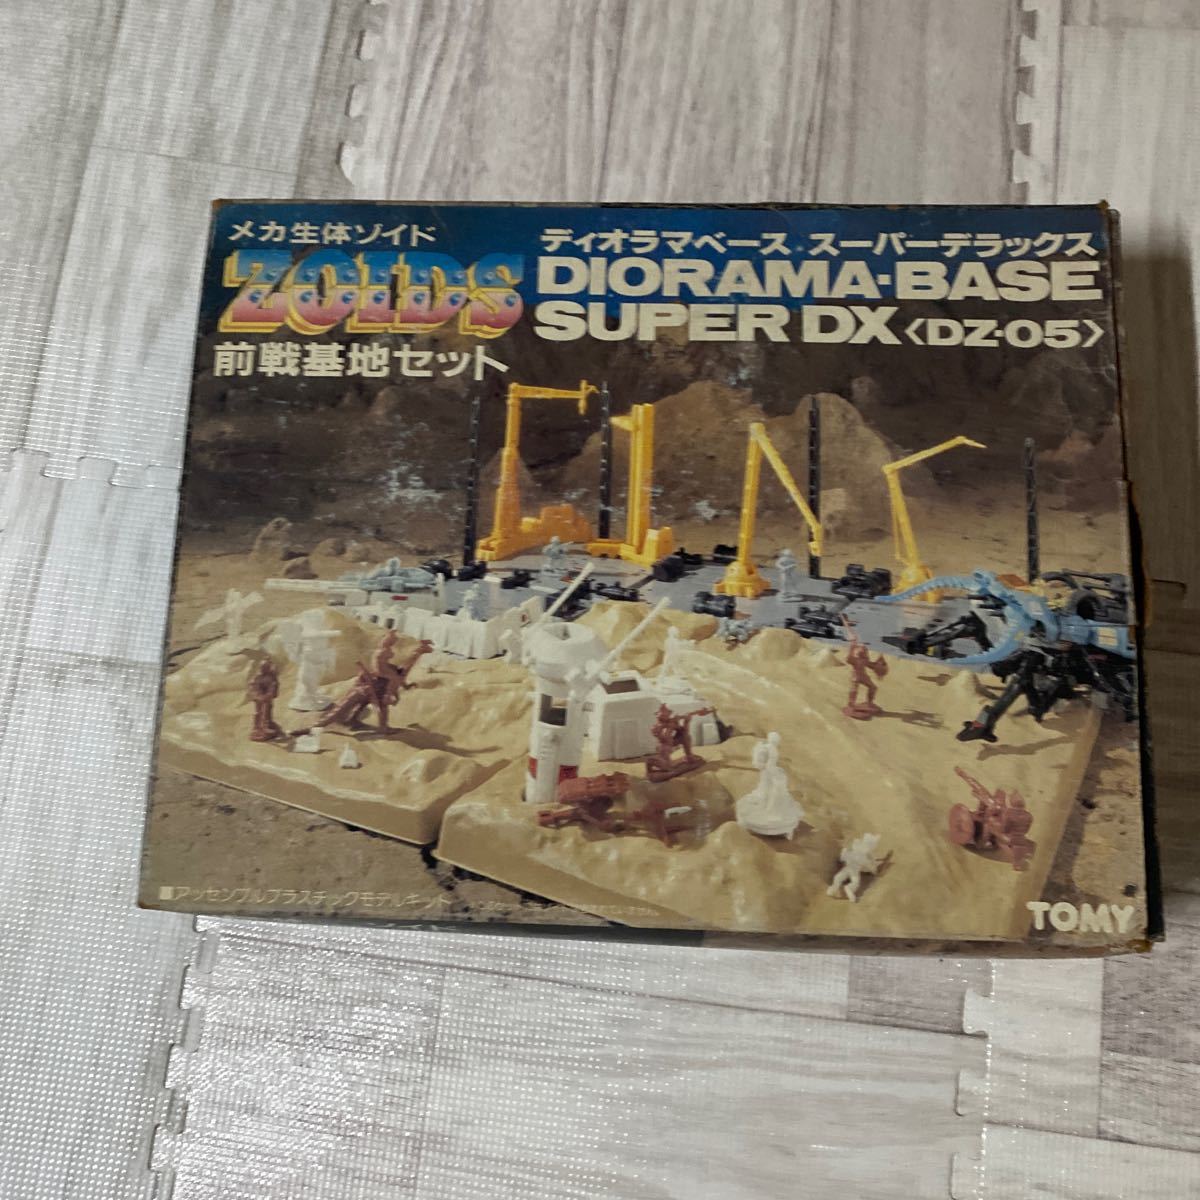 メカ生体ゾイド
ZOIDS
前戦基地セット
ディオラマベース スーパーデラックス
DIORAMA・BASE
SUPER DX〈DZ-05〉
■アッセンブルプラスチックモデルキット
TOMY